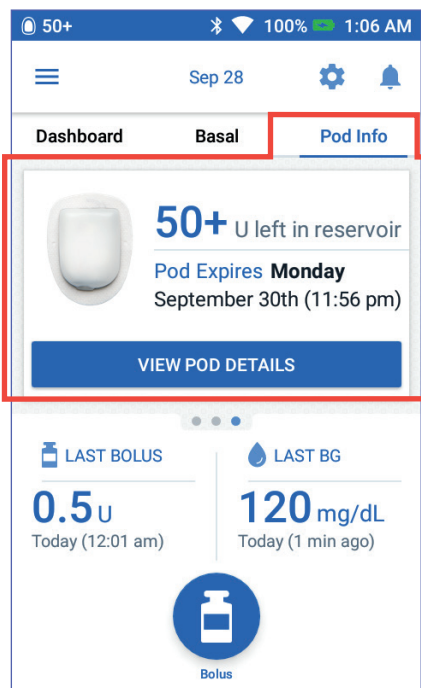 50+ 100% 1:06 AM
Sep 28
Dashboard Basal Pod Info
50+ U left in reservoir
Pod Expires Monday
September 30th (11:56 pm)
VIEW POD DETAILS
LAST BOLUS LAST BG
0.5 U 120 mg/dL
Today (12:01 am) Today (1 min ago)
Bolus